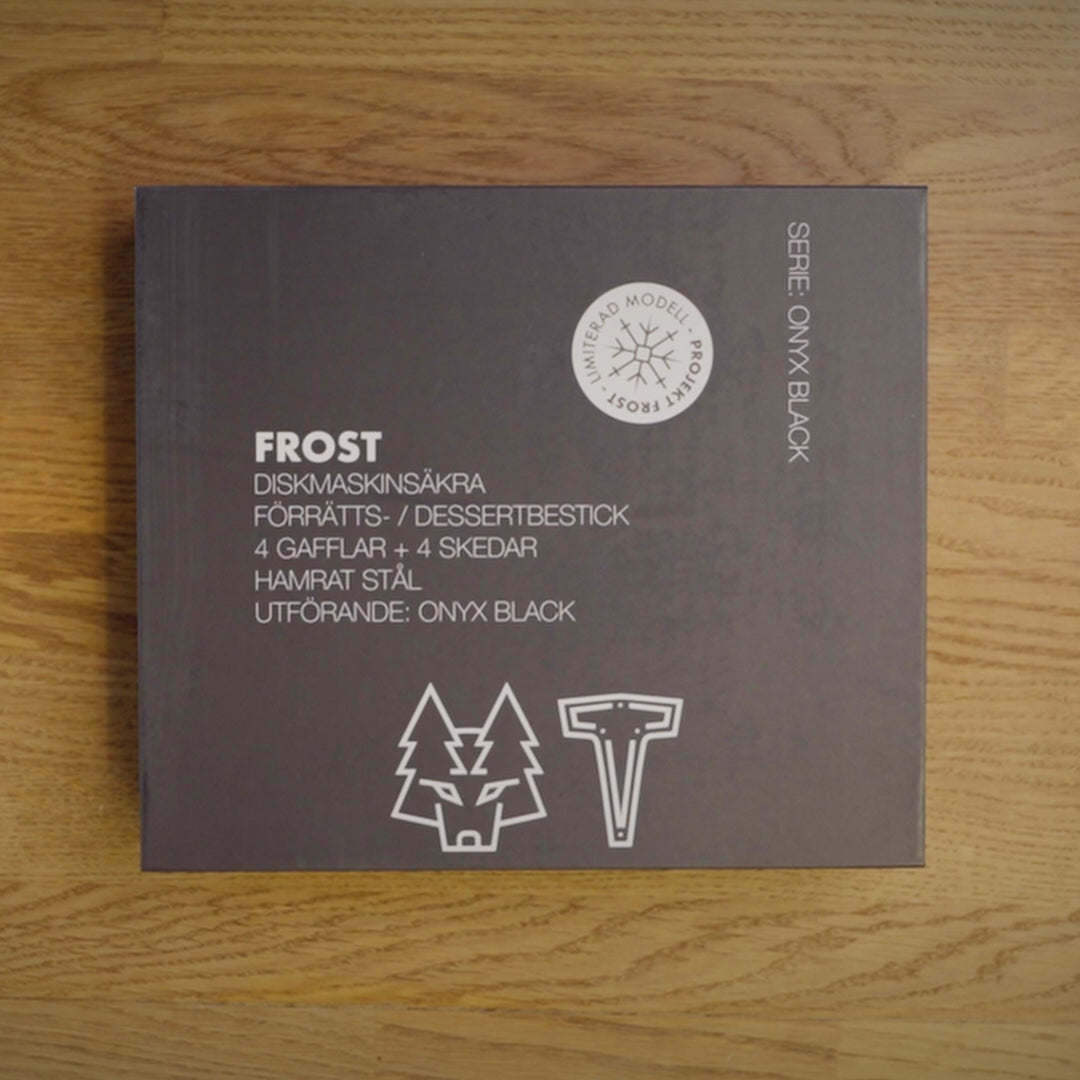 SERIE: ONYX BLACK
LIMITERAD MODELL - PROJEKT FROST -
FROST
DISKMASKINSÄKRA
FÖRRÄTTS- / DESSERTBESTICK
4 GAFFLAR + 4 SKEDAR
HAMRAT STÅL
UTFÖRANDE: ONYX BLACK